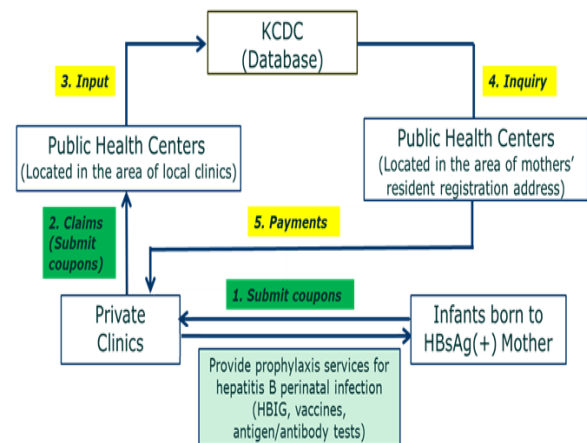 KCDC
(Database)
3. Input
4. Inquiry
Public Health Centers
(Located in the area of local clinics)
Public Health Centers
(Located in the area of mothers'
resident registration address)
2. Claims
(Submit
coupons)
5. Payments
1. Submit coupons
Private
Clinics
Infants born to
HBsAg(+) Mother
Provide prophylaxis services for
hepatitis B perinatal infection
(HBIG, vaccines,
antigen/antibody tests)